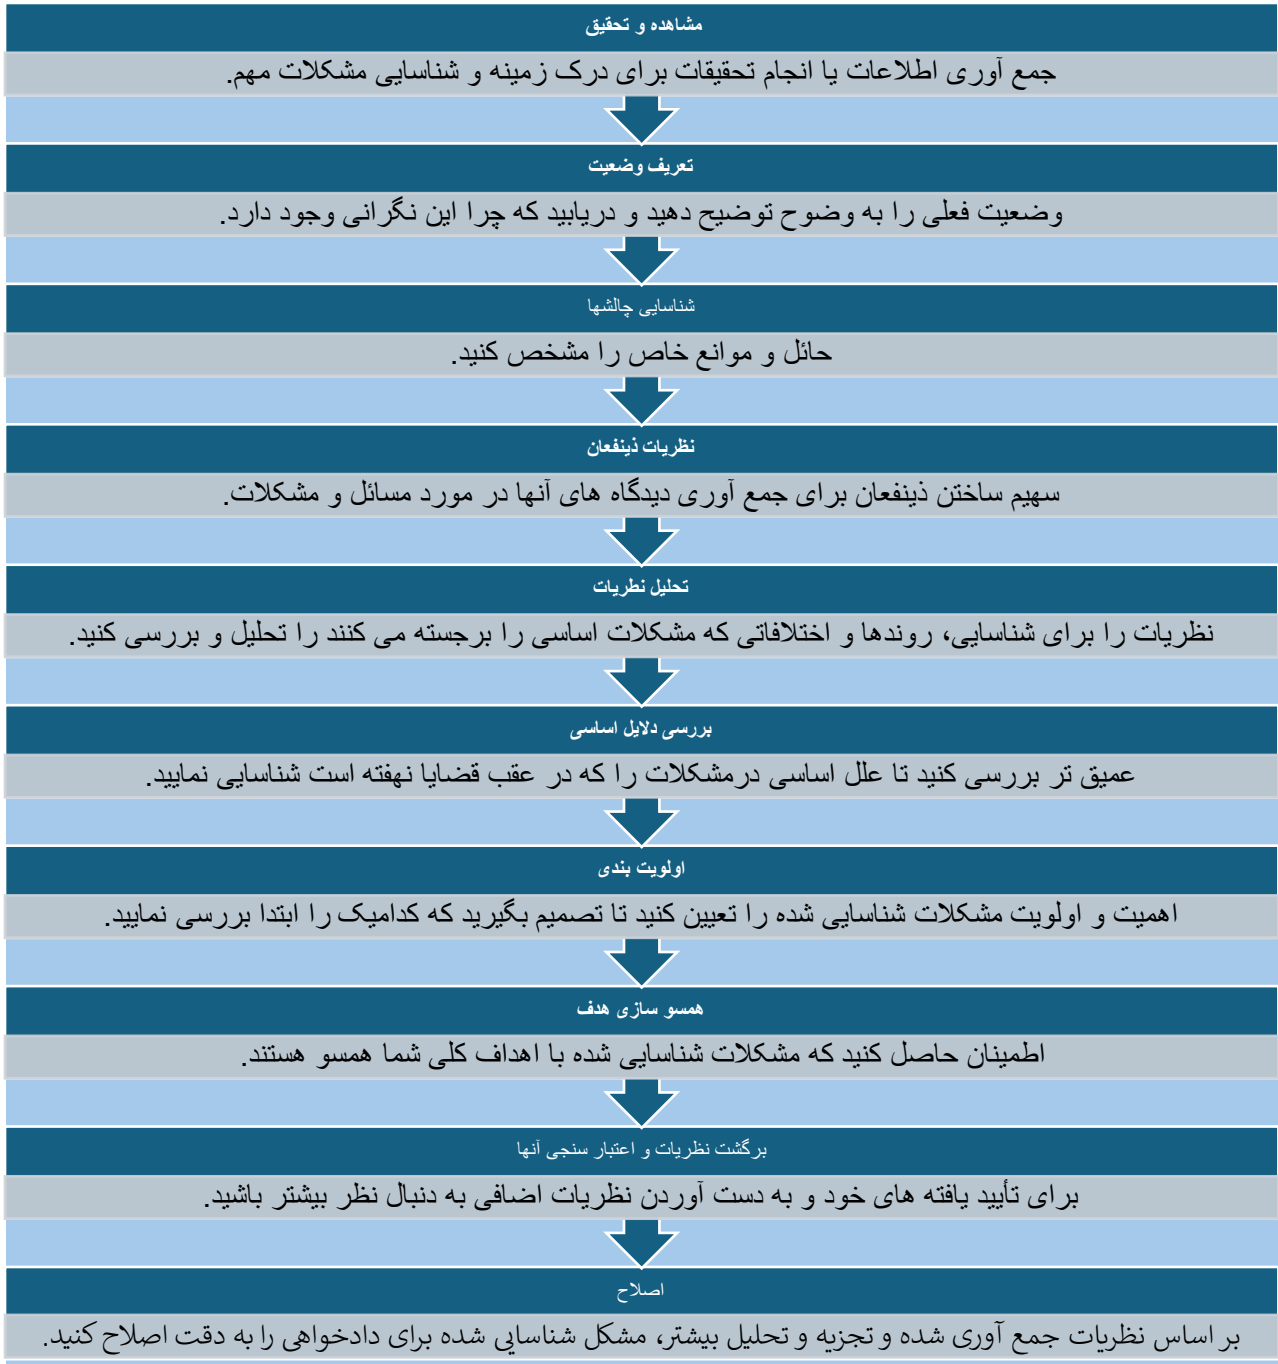 مشاهده و تحقیق
جمع آوری اطلاعات یا انجام تحقیقات برای درک زمینه و شناسایی مشکلات مهم.
تعریف وضعیت
وضعیت فعلی را به وضوح توضیح دهید و دریابید که چرا این نگرانی وجود دارد.
شناسایی چالشها
حائل و موانع خاص را مشخص کنید.
نظریات ذینفعان
سهیم ساختن ذینفعان برای جمع آوری دیدگاه های آنها در مورد مسائل و مشکلات.
تحلیل نطریات
نظریات را برای شناسایی، روندها و اختلافاتی که مشکلات اساسی را برجسته می کنند را تحلیل و بررسی کنید.
بررسی دلایل اساسی
عمیق تر بررسی کنید تا علل اساسی درمشکلات را که در عقب قضایا نهفته است شناسایی نمایید.
اولویت بندی
اهمیت و اولویت مشکلات شناسایی شده را تعیین کنید تا تصمیم بگیرید که کدامیک را ابتدا بررسی نمایید.
همسو سازی هدف
اطمینان حاصل کنید که مشکلات شناسایی شده با اهداف کلی شما همسو هستند.
برگشت نظریات و اعتبار سنجی آنها
برای تأیید یافته های خود و به دست آوردن نظریات اضافی به دنبال نظر بیشتر باشید.
اصلاح
بر اساس نظریات جمع آوری شده و تجزیه و تحلیل بیشتر، مشکل شناسایی شده برای دادخواهی را به دقت اصلاح کنید.